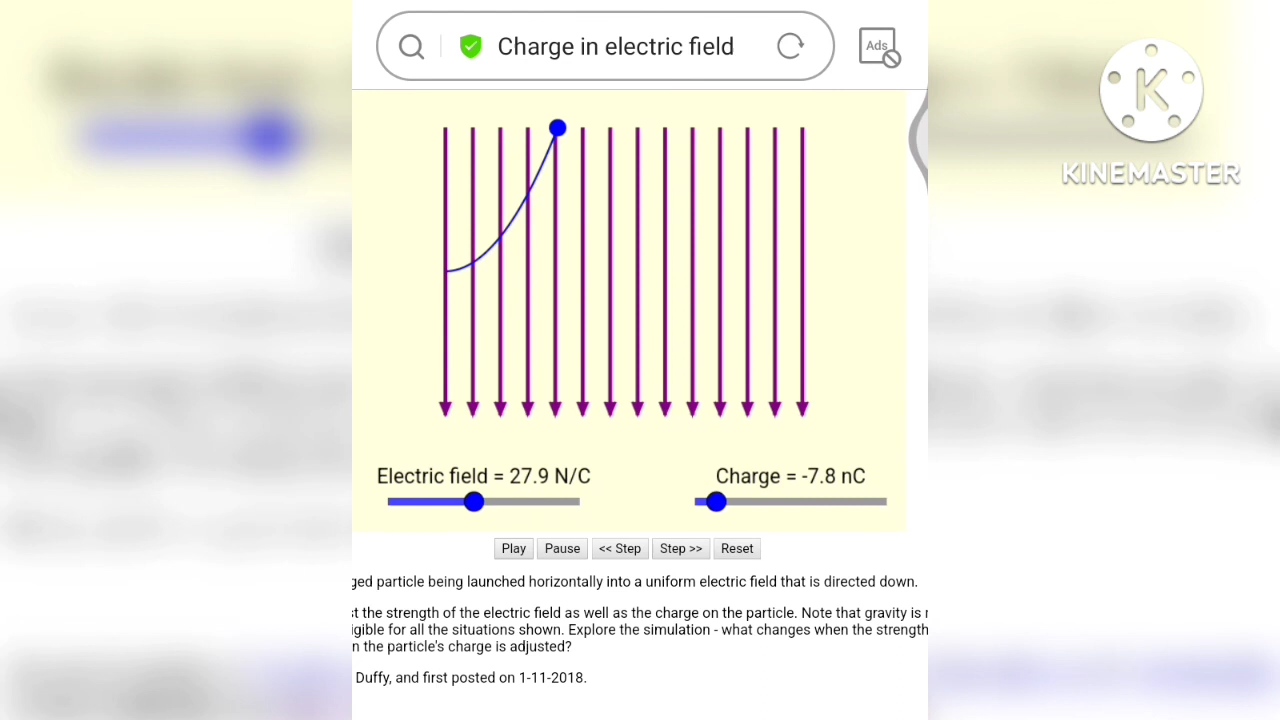 Charge in electric field
Ads
K
KINEMASTER
Electric field = 27.9 N/C
Charge = -7.8 nC
Play
Pause
<< Step
Step >>
Reset
ged particle being launched horizontally into a uniform electric field that is directed down.
st the strength of the electric field as well as the charge on the particle. Note that gravity is r
igible for all the situations shown. Explore the simulation - what changes when the strength
n the particle's charge is adjusted?
Duffy, and first posted on 1-11-2018.